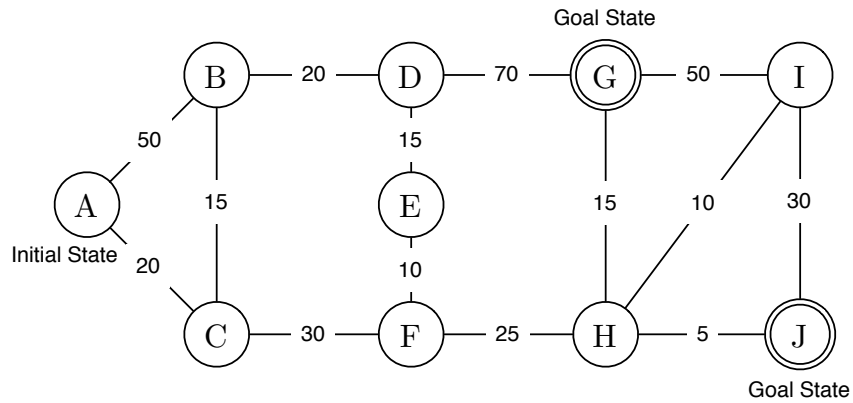 Goal State
B 20 D 70 G 50 I
50 15
A 15 E 15 10 30
Initial State
20 10
C 30 F 25 H 5 J
Goal State